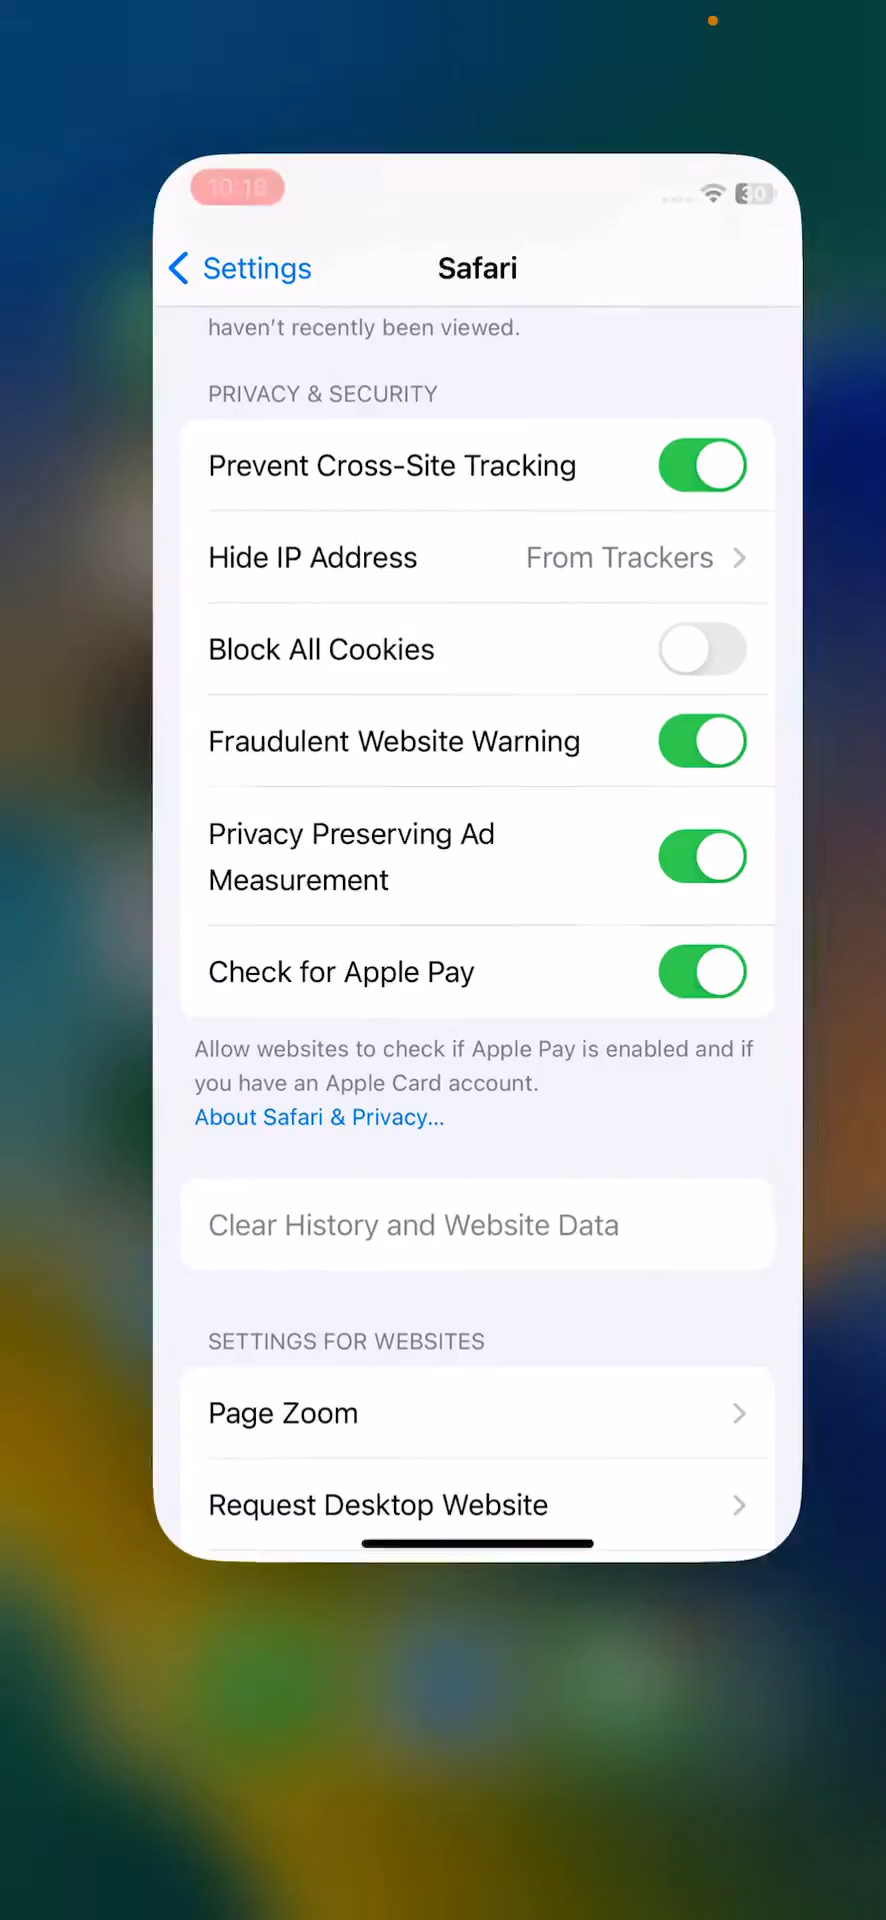 10:18
30
Settings
Safari
haven't recently been viewed.
PRIVACY & SECURITY
Prevent Cross-Site Tracking
Hide IP Address From Trackers
Block All Cookies
Fraudulent Website Warning
Privacy Preserving Ad
Measurement
Check for Apple Pay
Allow websites to check if Apple Pay is enabled and if
you have an Apple Card account.
About Safari & Privacy...
Clear History and Website Data
SETTINGS FOR WEBSITES
Page Zoom
Request Desktop Website